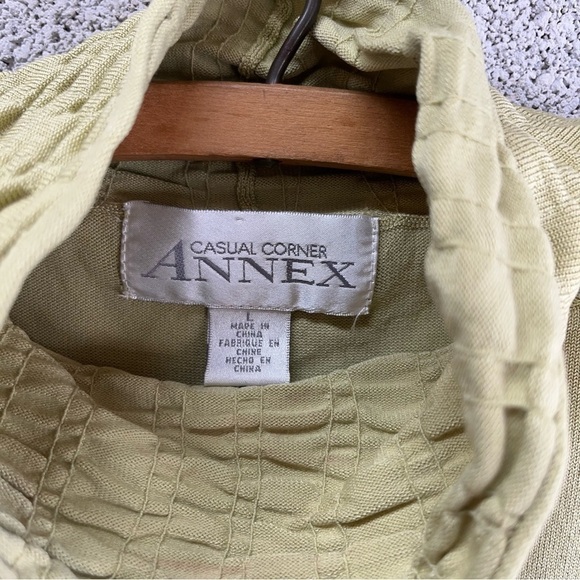 CASUAL CORNER
ANNEX
L
MADE IN
CHINA
FABRIQUE EN
CHINE
HECHO EN
CHINA